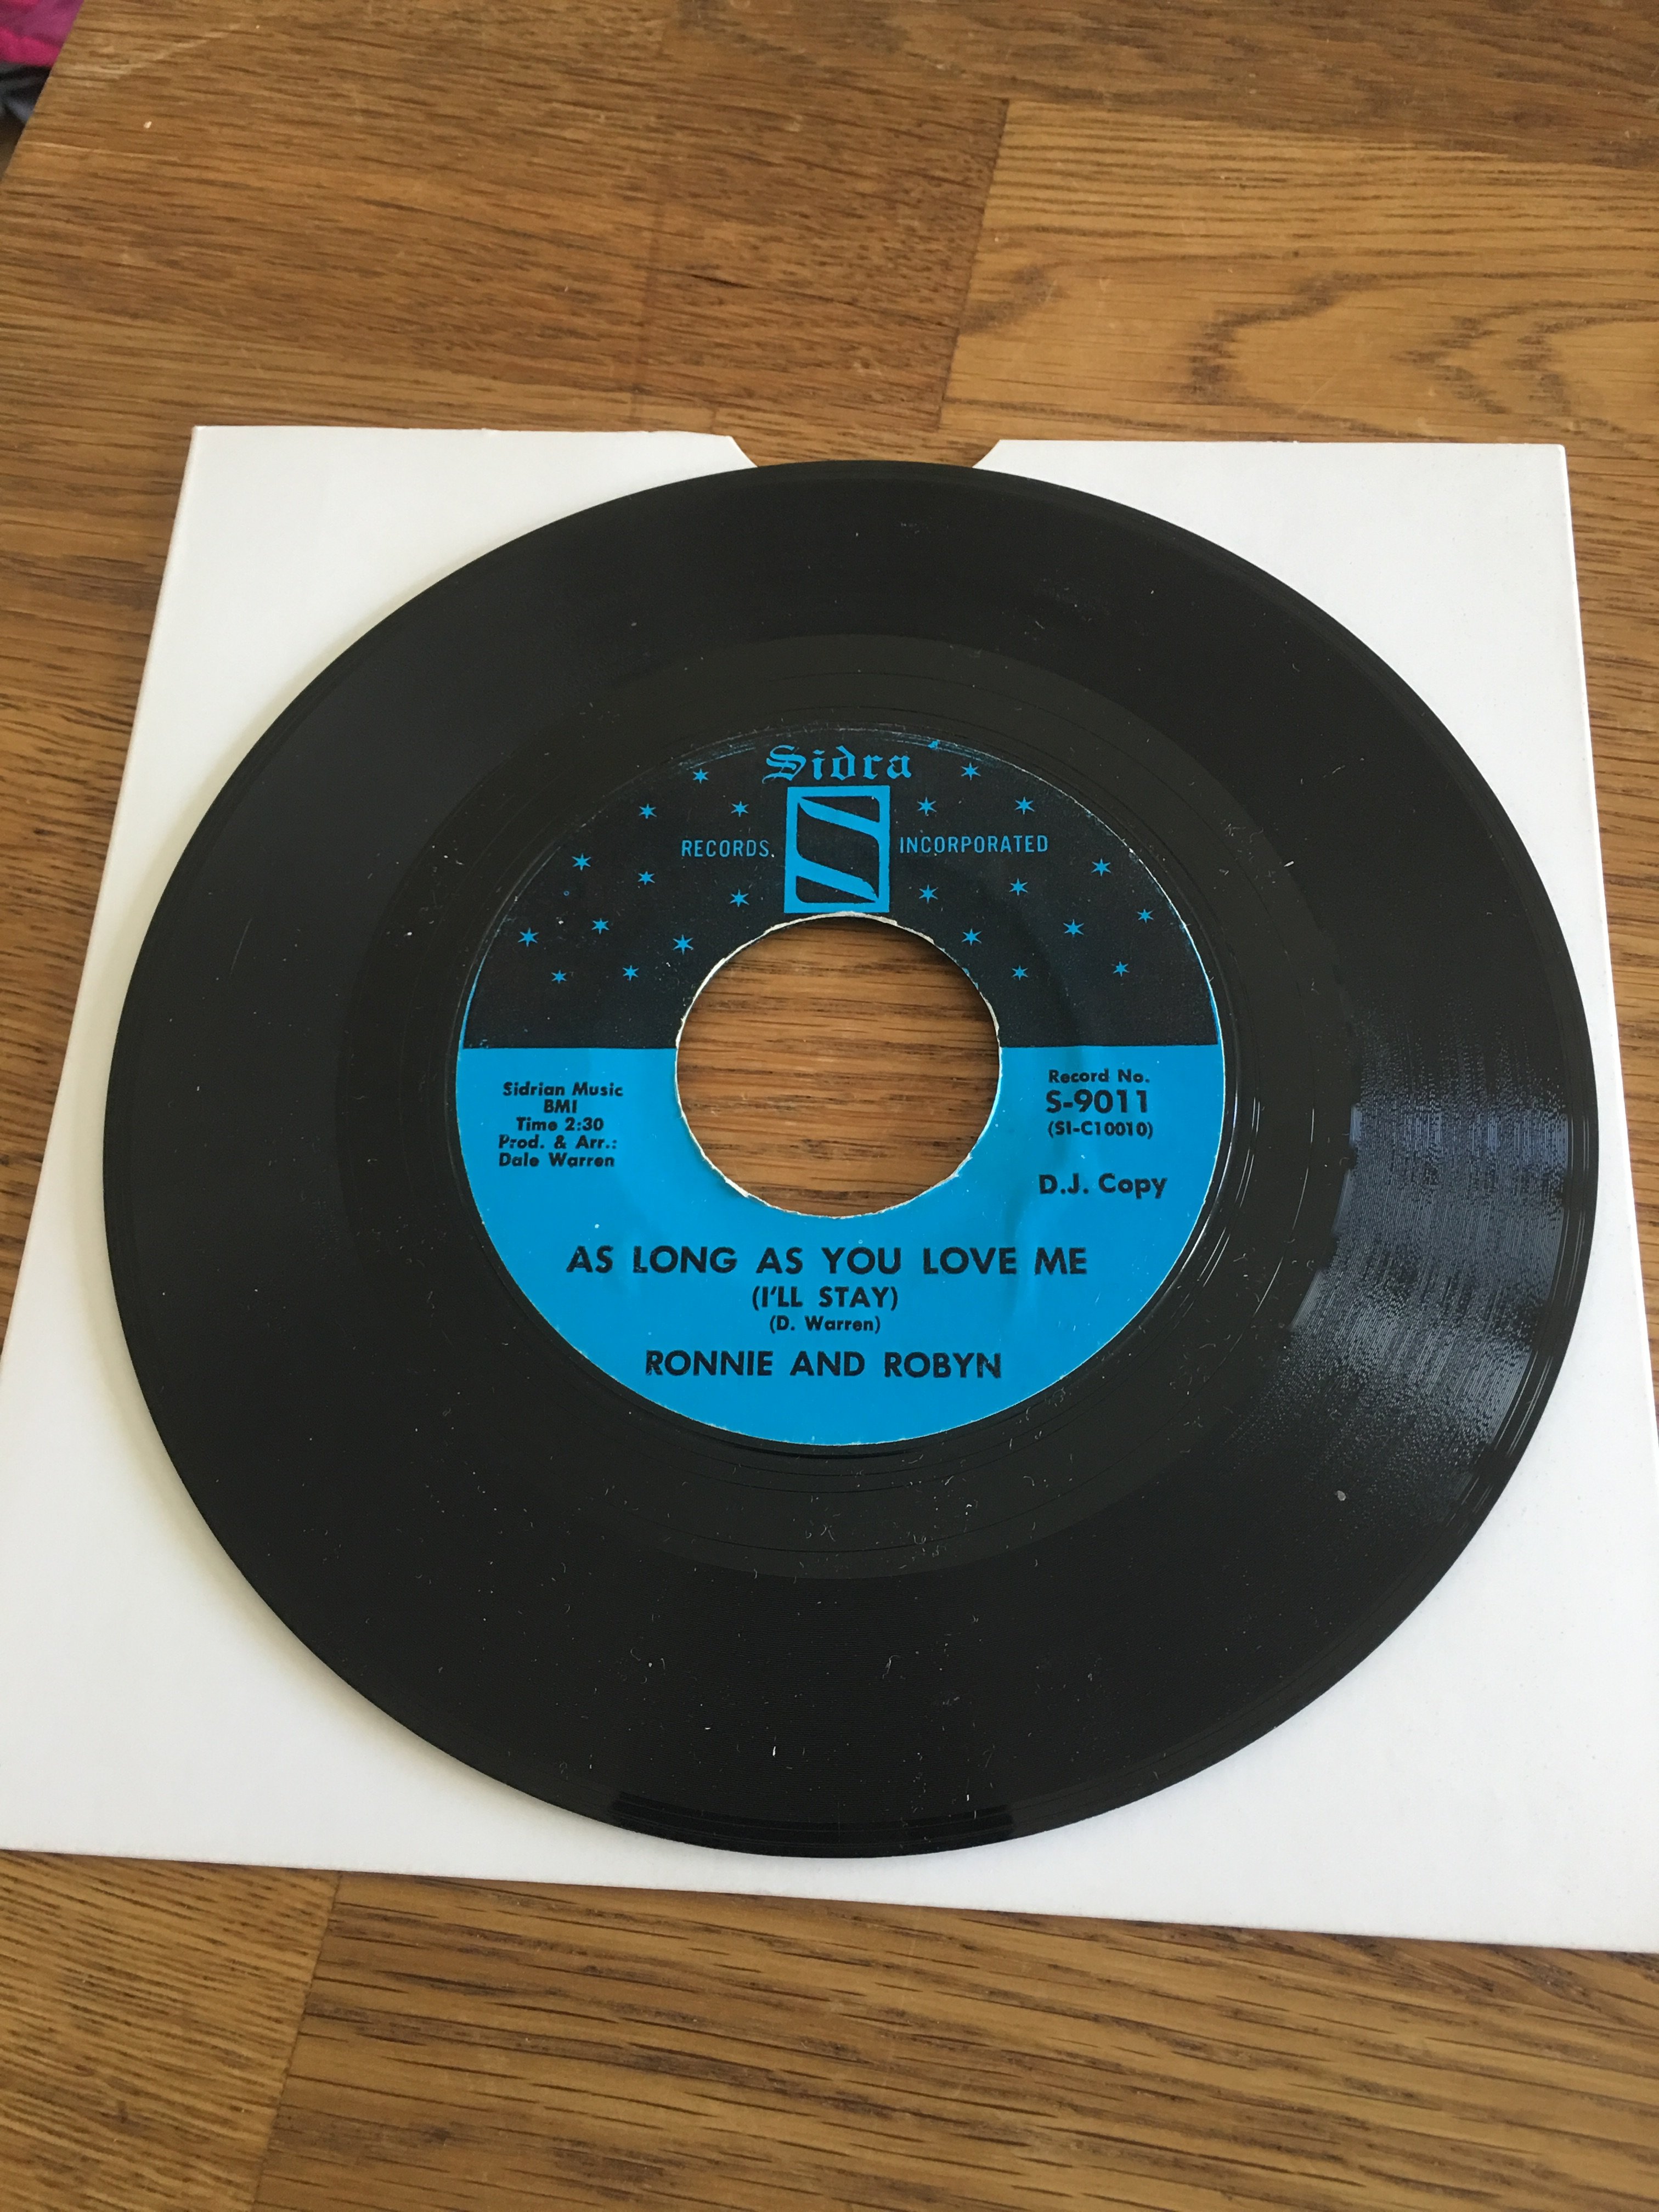 Sidra
RECORDS INCORPORATED
Sidrian Music
BMI
Time 2:30
Prod. & Arr.:
Dale Warren
Record No.
S-9011
(SI-C10010)
D.J. Copy
AS LONG AS YOU LOVE ME
(I'LL STAY)
(D. Warren)
RONNIE AND ROBYN